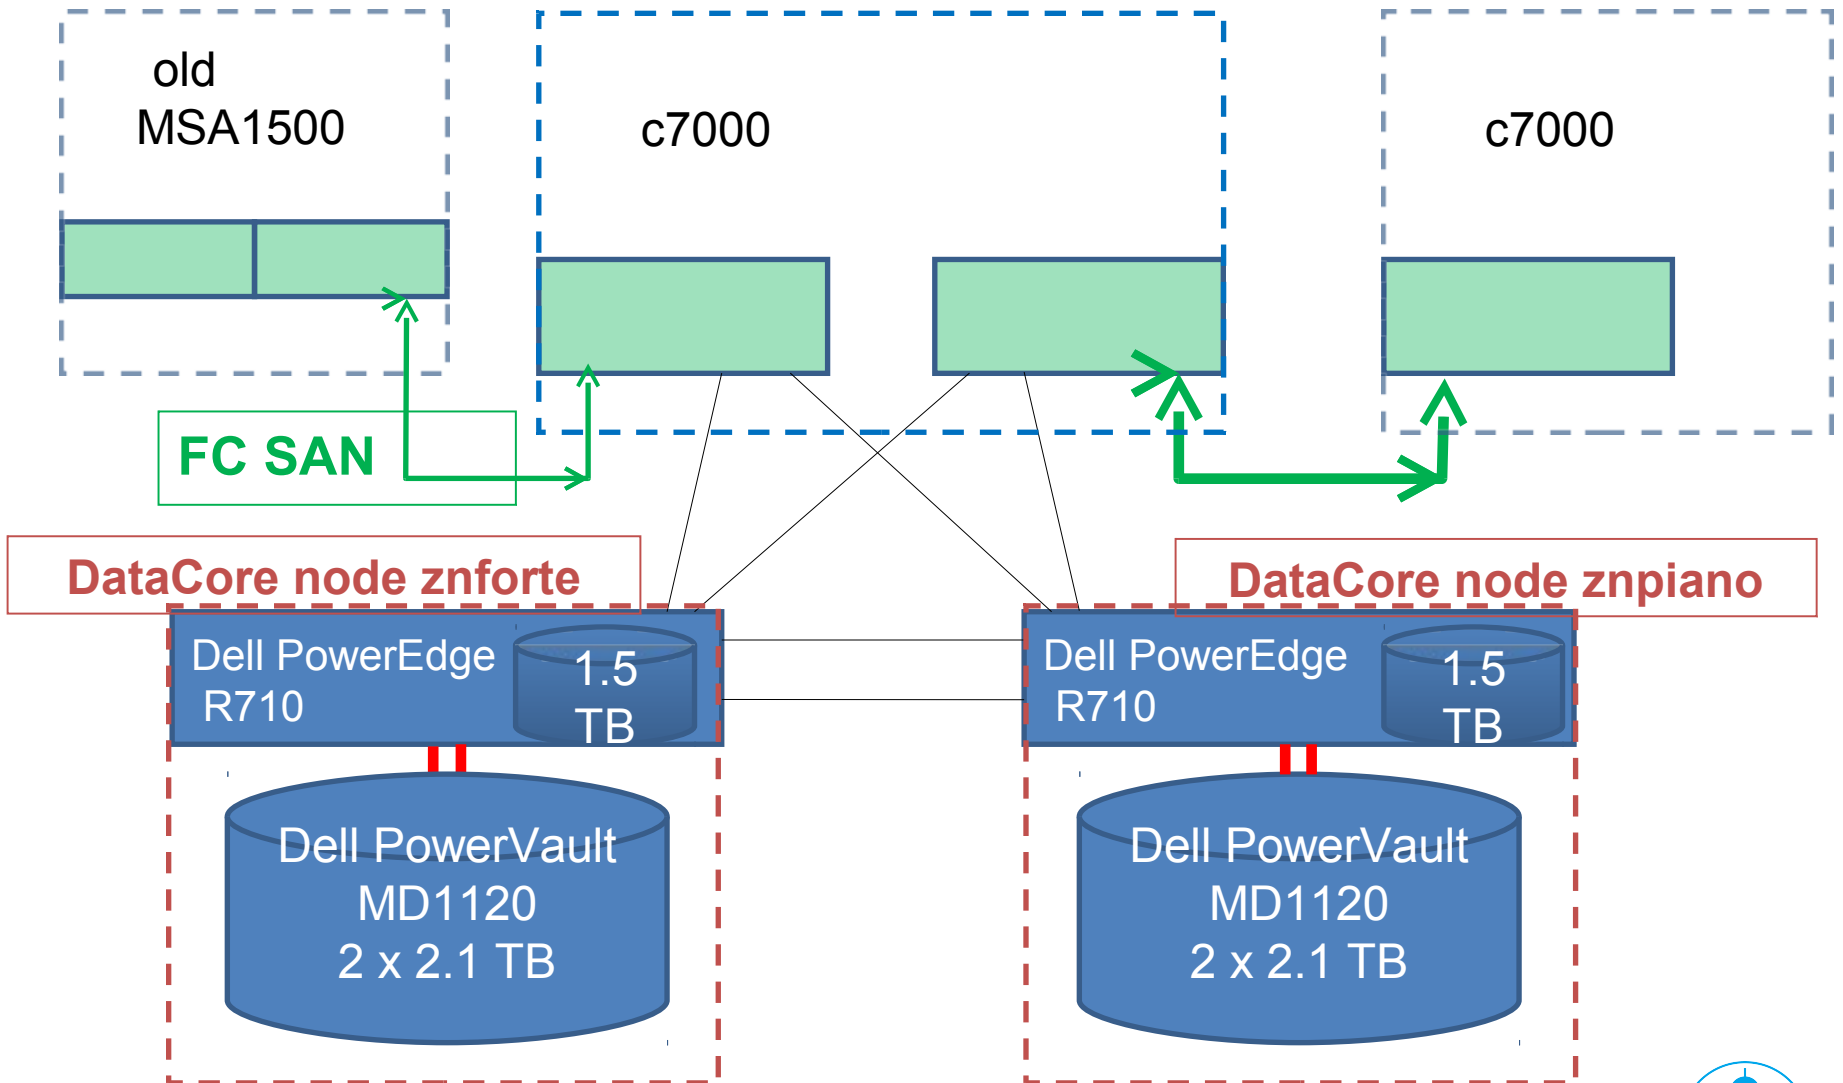 old
MSA1500
c7000
c7000
FC SAN
DataCore node znforte
DataCore node znpiano
Dell PowerEdge
R710
1.5
TB
Dell PowerEdge
R710
1.5
TB
Dell PowerVault
MD1120
2 x 2.1 TB
Dell PowerVault
MD1120
2 x 2.1 TB